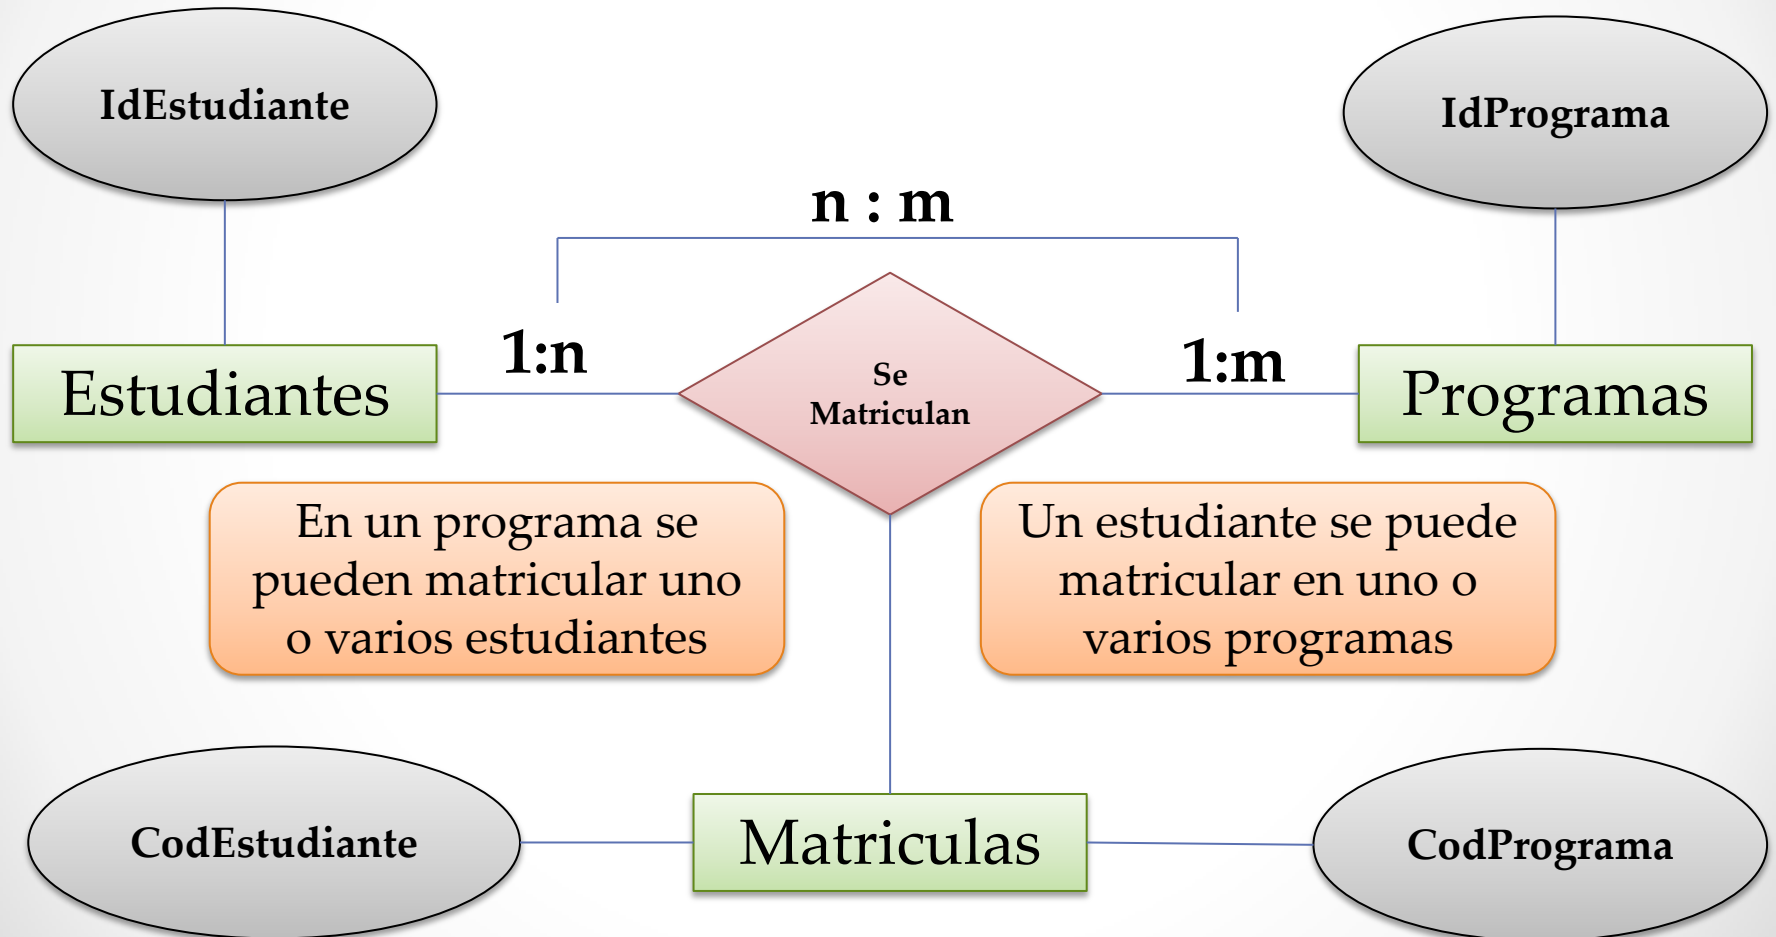 IdEstudiante
IdPrograma
n : m
1:n
1:m
Estudiantes
Se
Matriculan
Programas
En un programa se
pueden matricular uno
o varios estudiantes
Un estudiante se puede
matricular en uno o
varios programas
CodEstudiante
Matriculas
CodPrograma